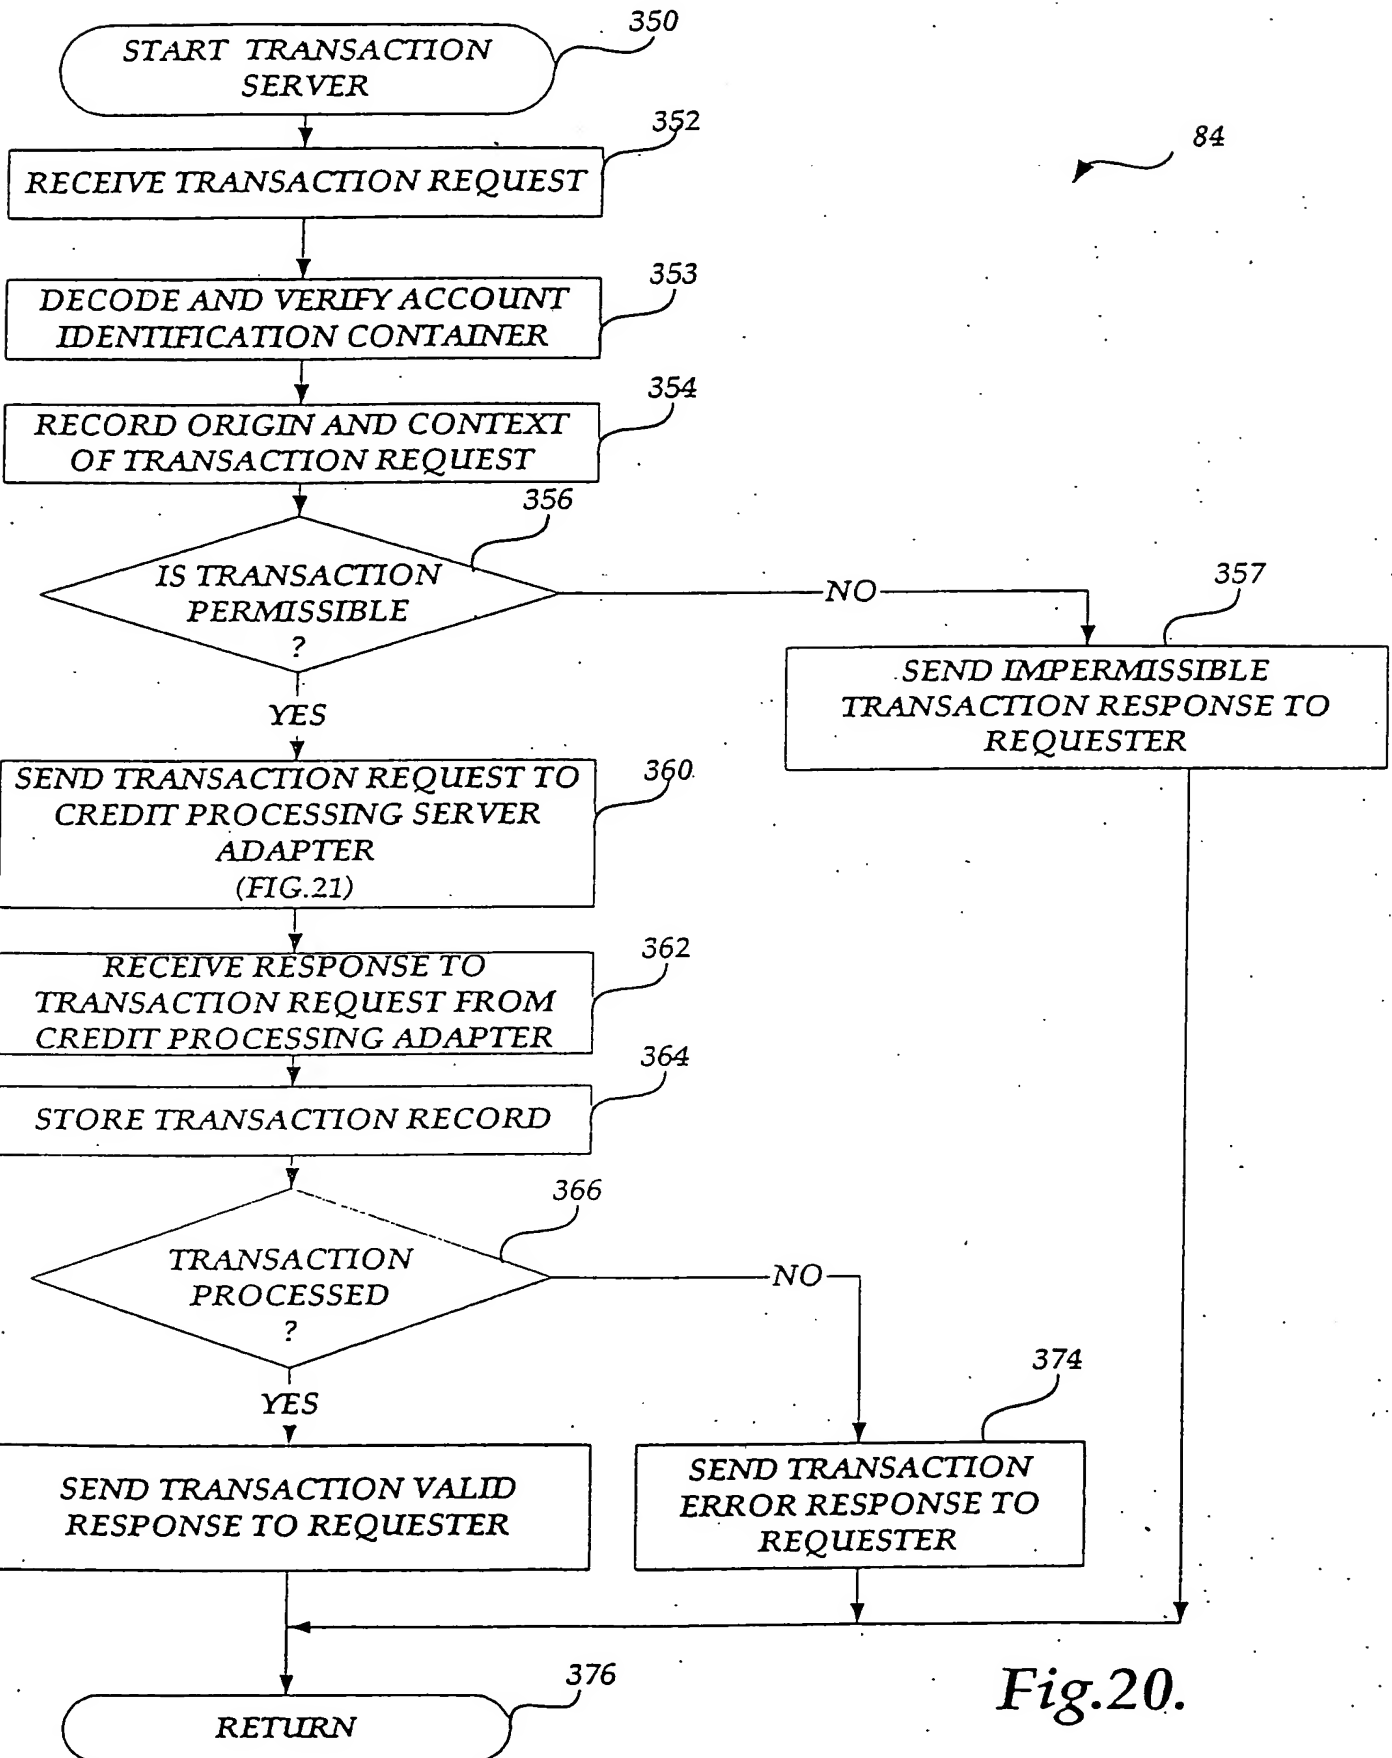 350
START TRANSACTION
SERVER
352
84
RECEIVE TRANSACTION REQUEST
353
DECODE AND VERIFY ACCOUNT
IDENTIFICATION CONTAINER
354
RECORD ORIGIN AND CONTEXT
OF TRANSACTION REQUEST
356
IS TRANSACTION
PERMISSIBLE
?
NO
357
SEND IMPERMISSIBLE
TRANSACTION RESPONSE TO
REQUESTER
YES
360
SEND TRANSACTION REQUEST TO
CREDIT PROCESSING SERVER
ADAPTER
(FIG.21)
362
RECEIVE RESPONSE TO
TRANSACTION REQUEST FROM
CREDIT PROCESSING ADAPTER
364
STORE TRANSACTION RECORD
366
TRANSACTION
PROCESSED
?
NO
YES
374
SEND TRANSACTION VALID
RESPONSE TO REQUESTER
SEND TRANSACTION
ERROR RESPONSE TO
REQUESTER
376
RETURN
Fig.20.